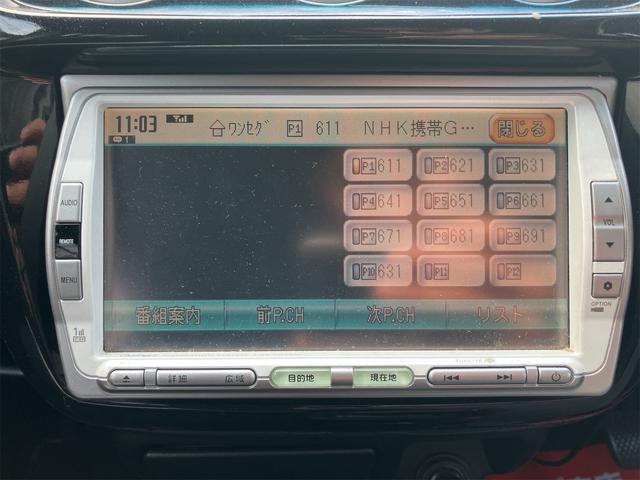 11:03 ワンセグ P1 611 NHK携帯G… 閉じる
1
P1 611 P2 621 P3 631
P4 641 P5 651 P6 661
P7 671 P8 681 P9 691
P10 631 P11 P12
番組案内 前P.CH 次P.CH リスト
AUDIO
REMOTE
MENU
VOL
OPTION
詳細 広域 目的地 現在地